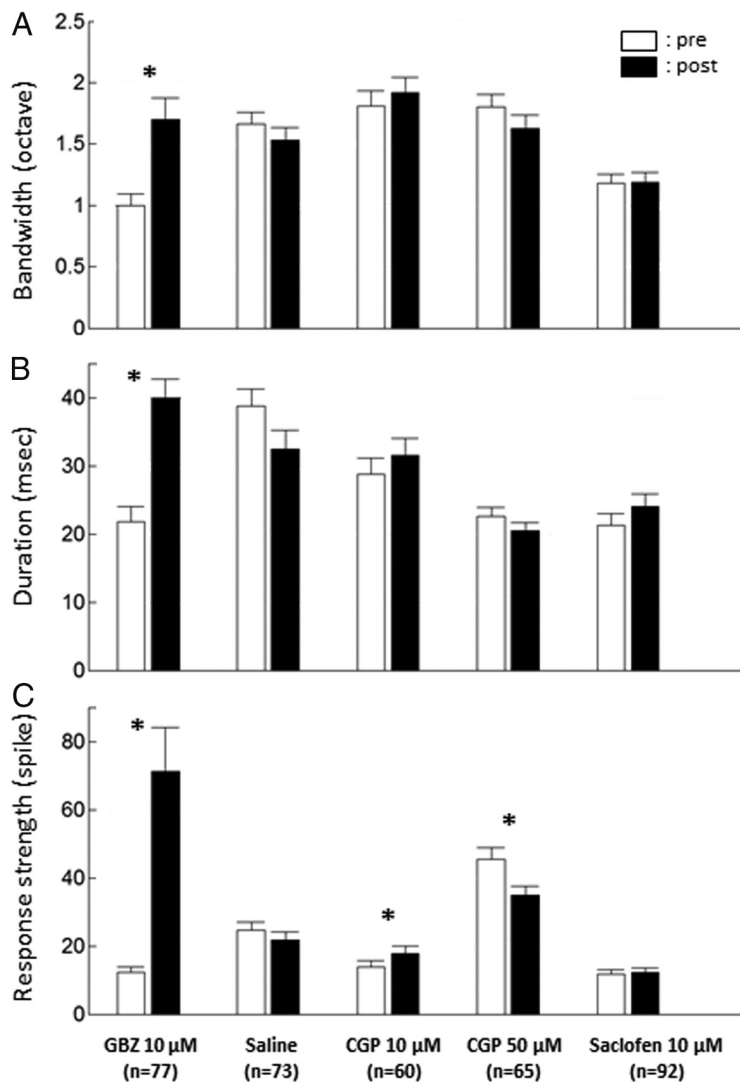 A
2.5
: pre
: post
*
2
1.5
1
0.5
0
Bandwidth (octave)
B
*
40
30
20
10
0
Duration (msec)
C
*
80
60
40
20
0
*
*
Response strength (spike)
GBZ 10 µM Saline CGP 10 µM CGP 50 µM Saclofen 10 µM
(n=77) (n=73) (n=60) (n=65) (n=92)